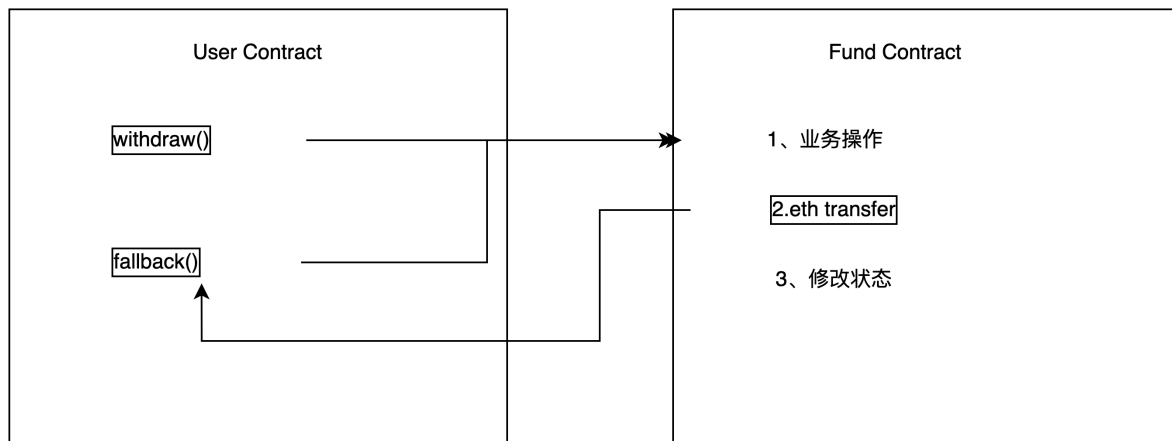 User Contract
Fund Contract
withdraw()
1、业务操作
2.eth transfer
fallback()
3、修改状态